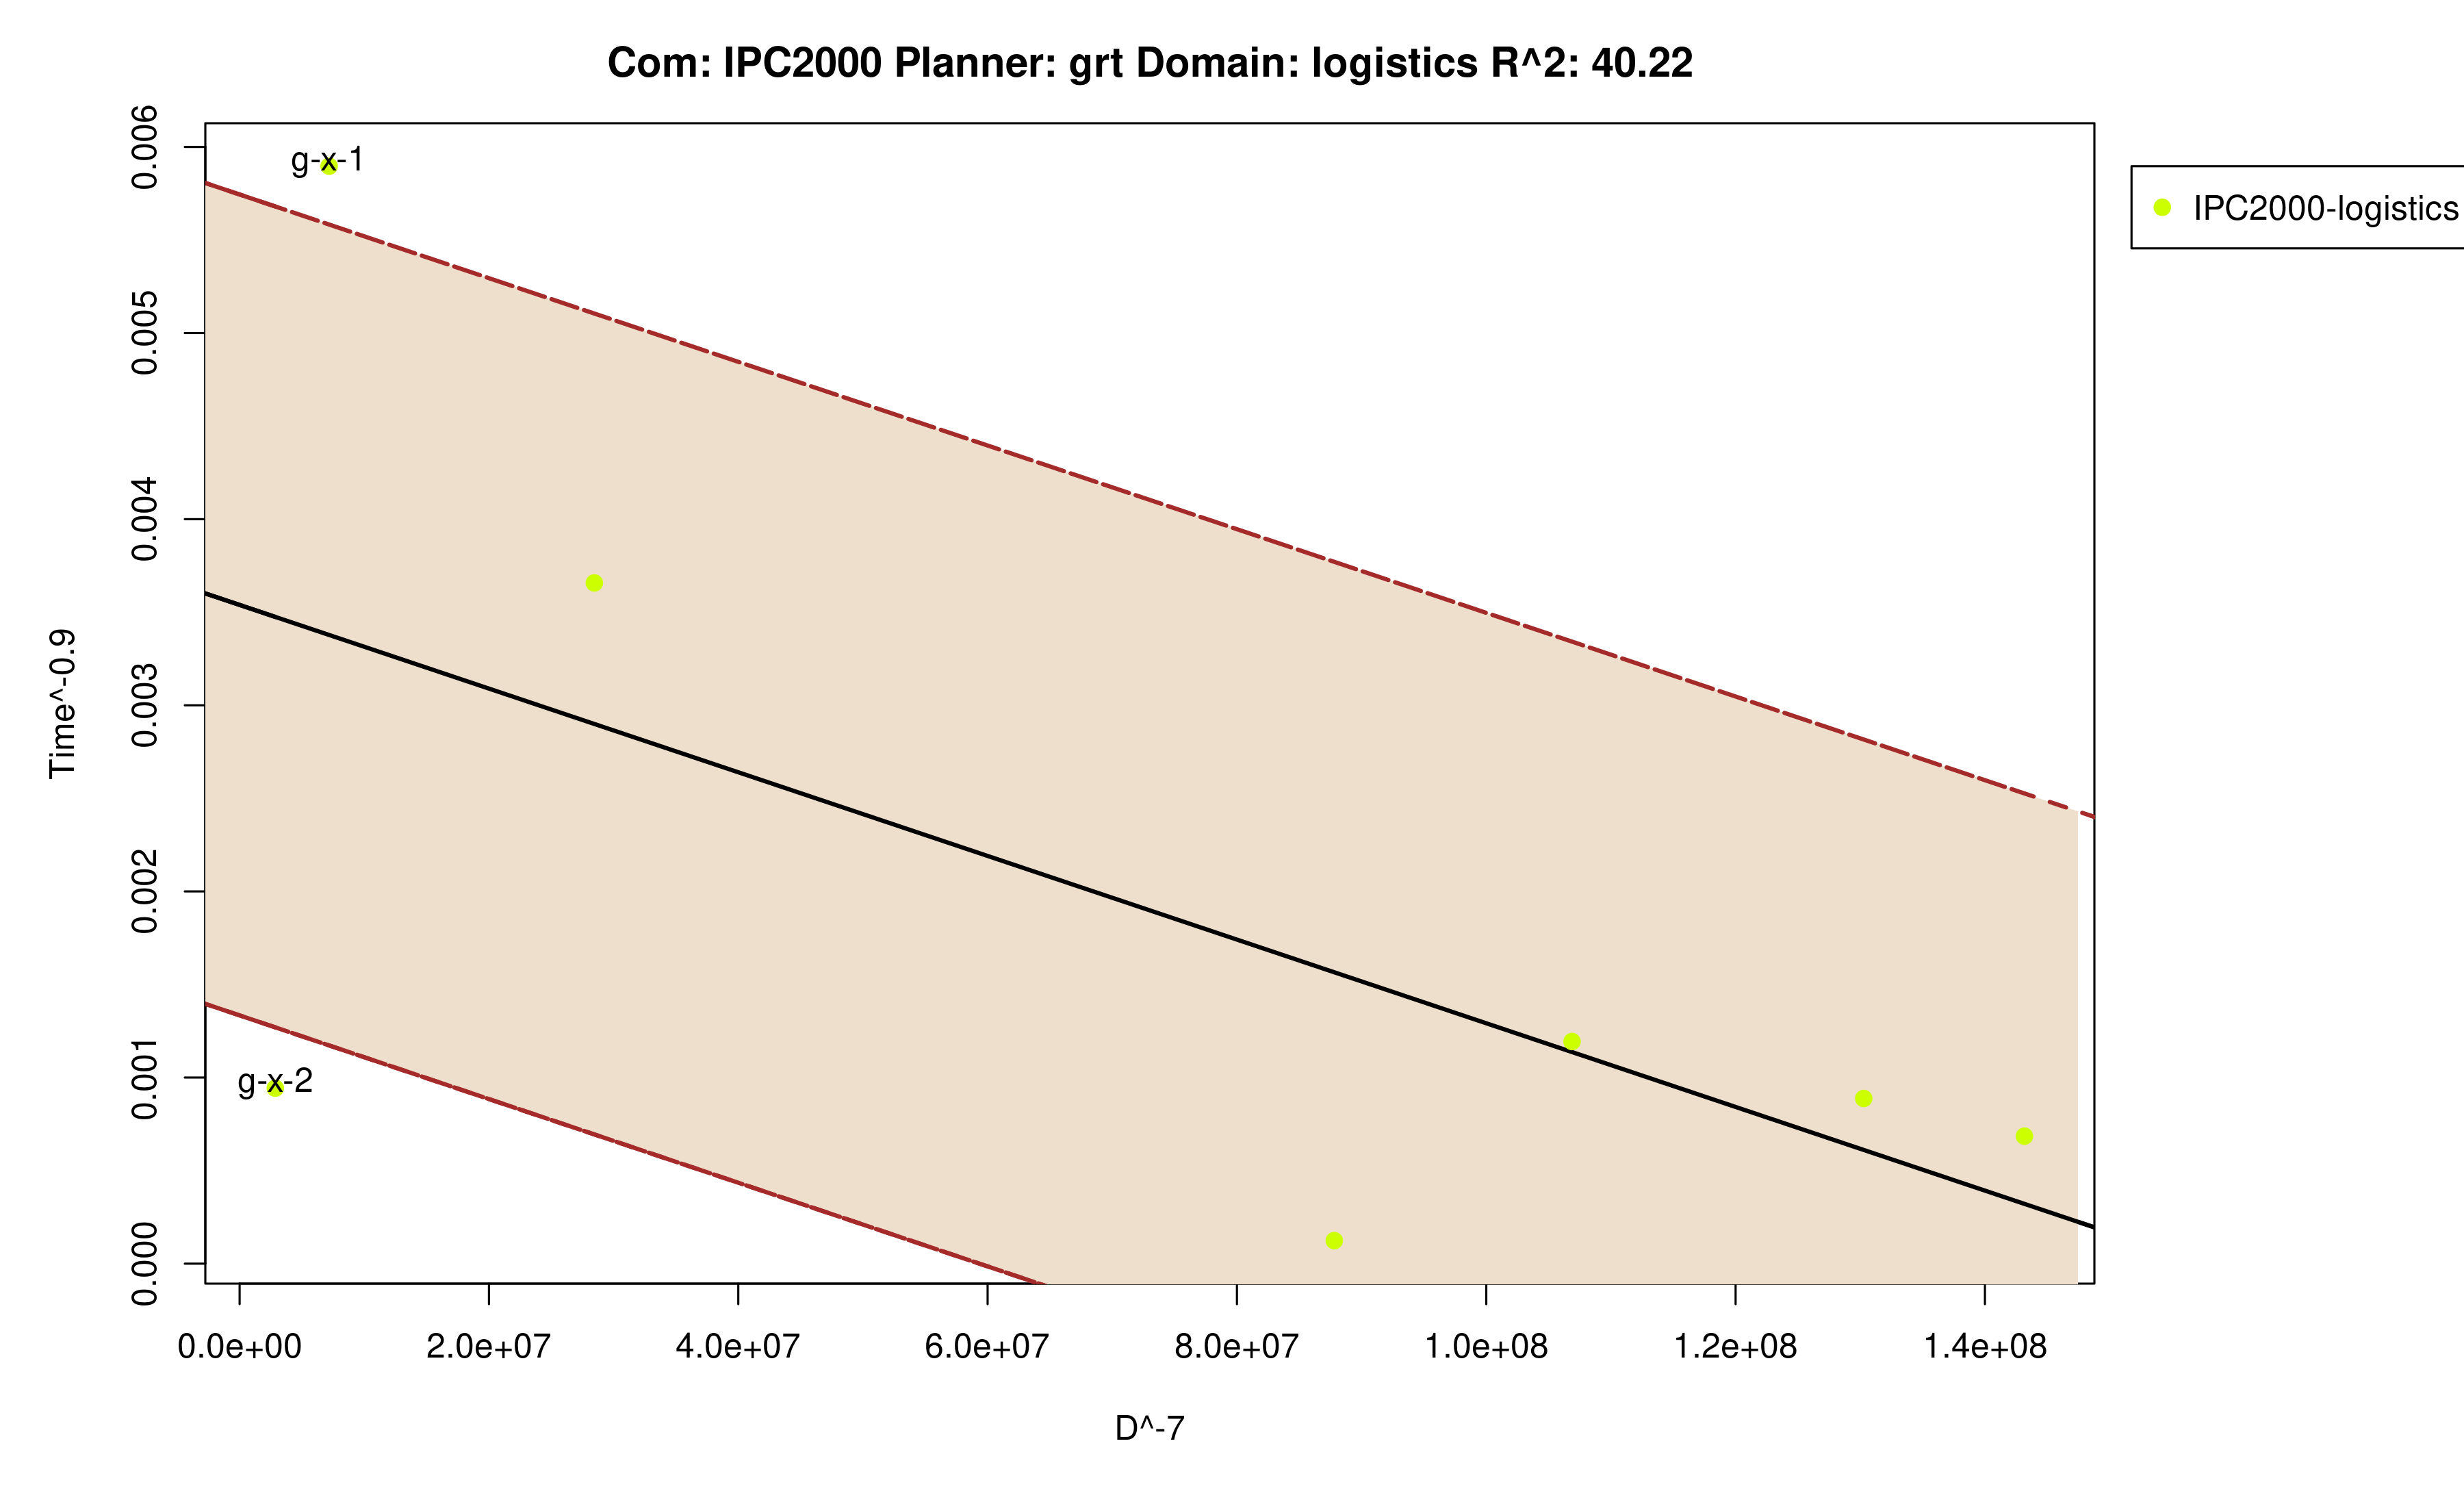 Com: IPC2000 Planner: grt Domain: logistics R^2: 40.22
0.006
0.005
0.004
0.003
0.002
0.001
0.000
Time^-0.9
g-x-1
g-x-2
IPC2000-logistics
0.0e+00 2.0e+07 4.0e+07 6.0e+07 8.0e+07 1.0e+08 1.2e+08 1.4e+08
D^-7